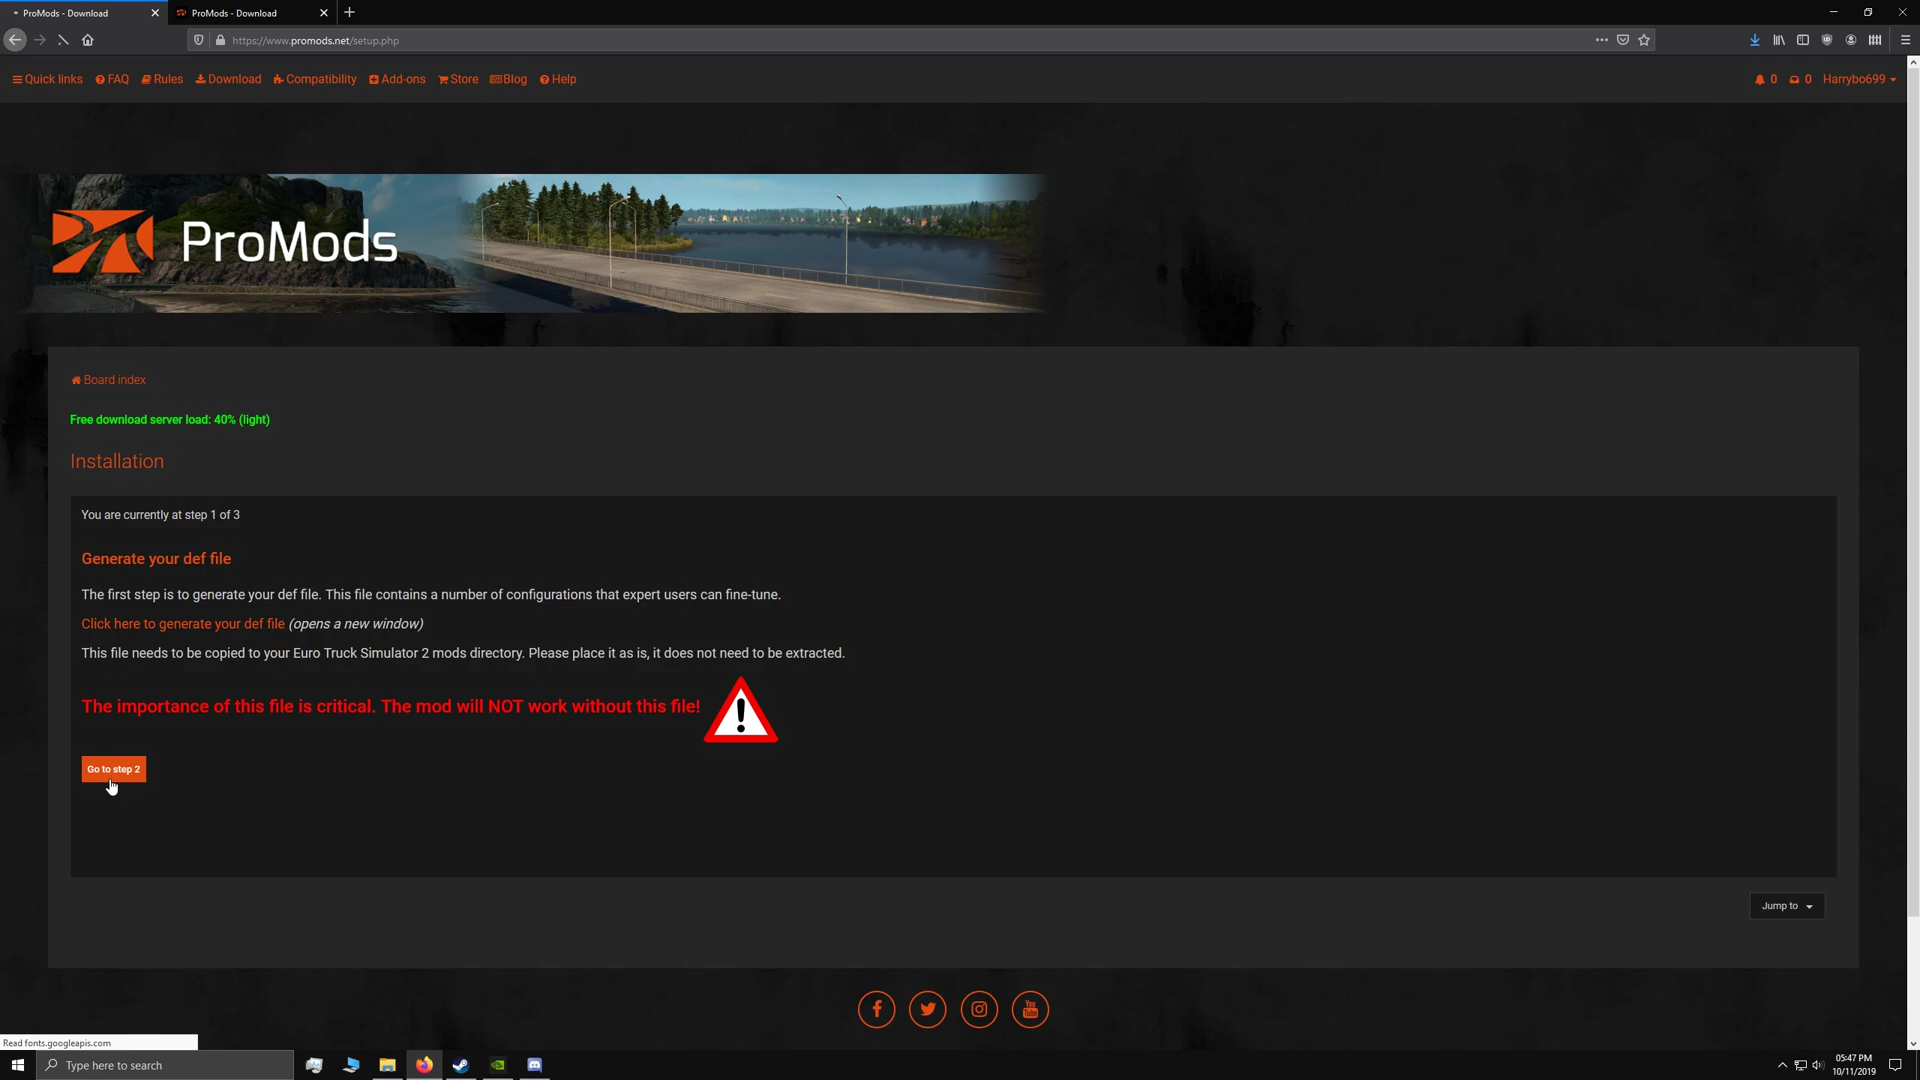 ProMods - Download
ProMods - Download
https://www.promods.net/setup.php
Quick links FAQ Rules Download Compatibility Add-ons Store Blog Help
0 0 Harrybo699
ProMods
Board index
Free download server load: 40% (light)
Installation
You are currently at step 1 of 3
Generate your def file
The first step is to generate your def file. This file contains a number of configurations that expert users can fine-tune.
Click here to generate your def file (opens a new window)
This file needs to be copied to your Euro Truck Simulator 2 mods directory. Please place it as is, it does not need to be extracted.
The importance of this file is critical. The mod will NOT work without this file!
Go to step 2
Jump to
You Tube
Read fonts.googleapis.com
Type here to search
05:47 PM
10/11/2019